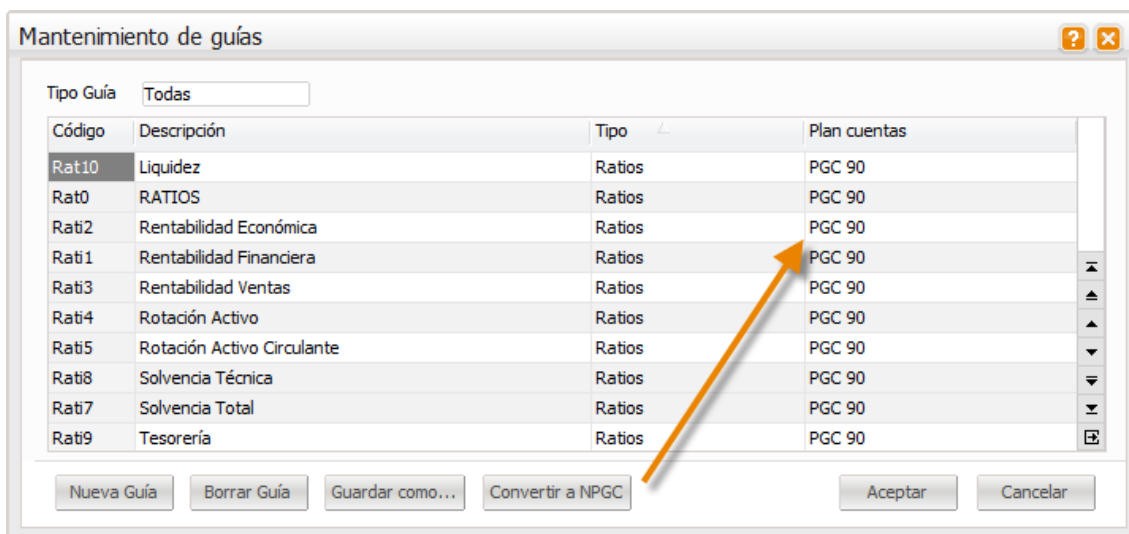 Mantenimiento de guías
Tipo Guía Todas
Código Descripción Tipo Plan cuentas
Rat10 Liquidez Ratios PGC 90
Rat0 RATIOS Ratios PGC 90
Rati2 Rentabilidad Económica Ratios PGC 90
Rati1 Rentabilidad Financiera Ratios PGC 90
Rati3 Rentabilidad Ventas Ratios PGC 90
Rati4 Rotación Activo Ratios PGC 90
Rati5 Rotación Activo Circulante Ratios PGC 90
Rati8 Solvencia Técnica Ratios PGC 90
Rati7 Solvencia Total Ratios PGC 90
Rati9 Tesorería Ratios PGC 90
Nueva Guía Borrar Guía Guardar como... Convertir a NPGC Aceptar Cancelar